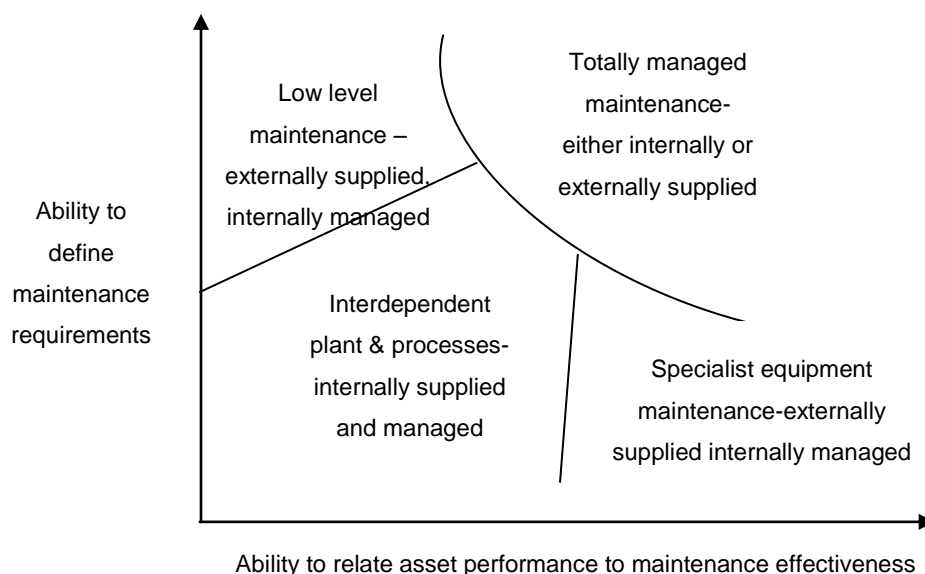 Low level
maintenance –
externally supplied,
internally managed
Totally managed
maintenance-
either internally or
externally supplied
Ability to
define
maintenance
requirements
Interdependent
plant & processes-
internally supplied
and managed
Specialist equipment
maintenance-externally
supplied internally managed
Ability to relate asset performance to maintenance effectiveness